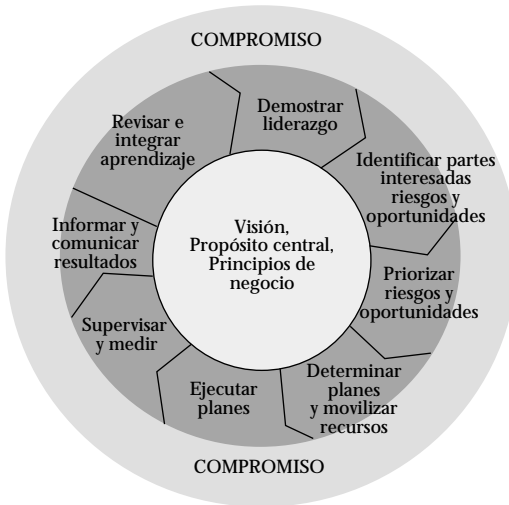 COMPROMISO
Demostrar
liderazgo
Identificar partes
interesadas
riesgos y
oportunidades
Priorizar
riesgos y
oportunidades
Determinar
planes
y movilizar
recursos
Ejecutar
planes
Supervisar
y medir
Informar y
comunicar
resultados
Revisar e
integrar
aprendizaje
Visión,
Propósito central,
Principios de
negocio
COMPROMISO